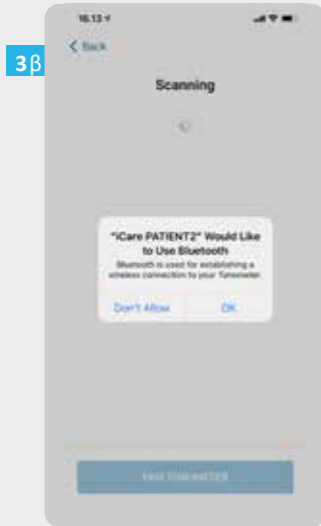 16.13
3β
Back
Scanning
"iCare PATIENT2" Would Like
to Use Bluetooth
Bluetooth is used for establishing a
wireless connection to your Tonometer.
Don't Allow OK
PAIR TONOMETER